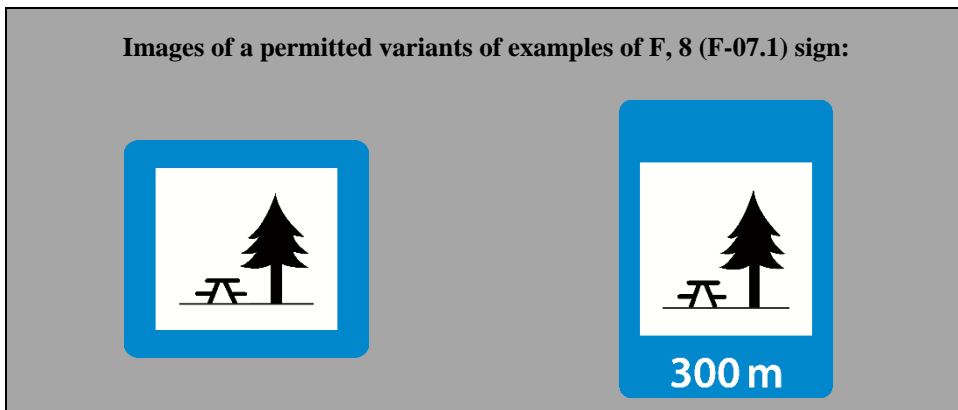 Images of a permitted variants of examples of F, 8 (F-07.1) sign:
300 m